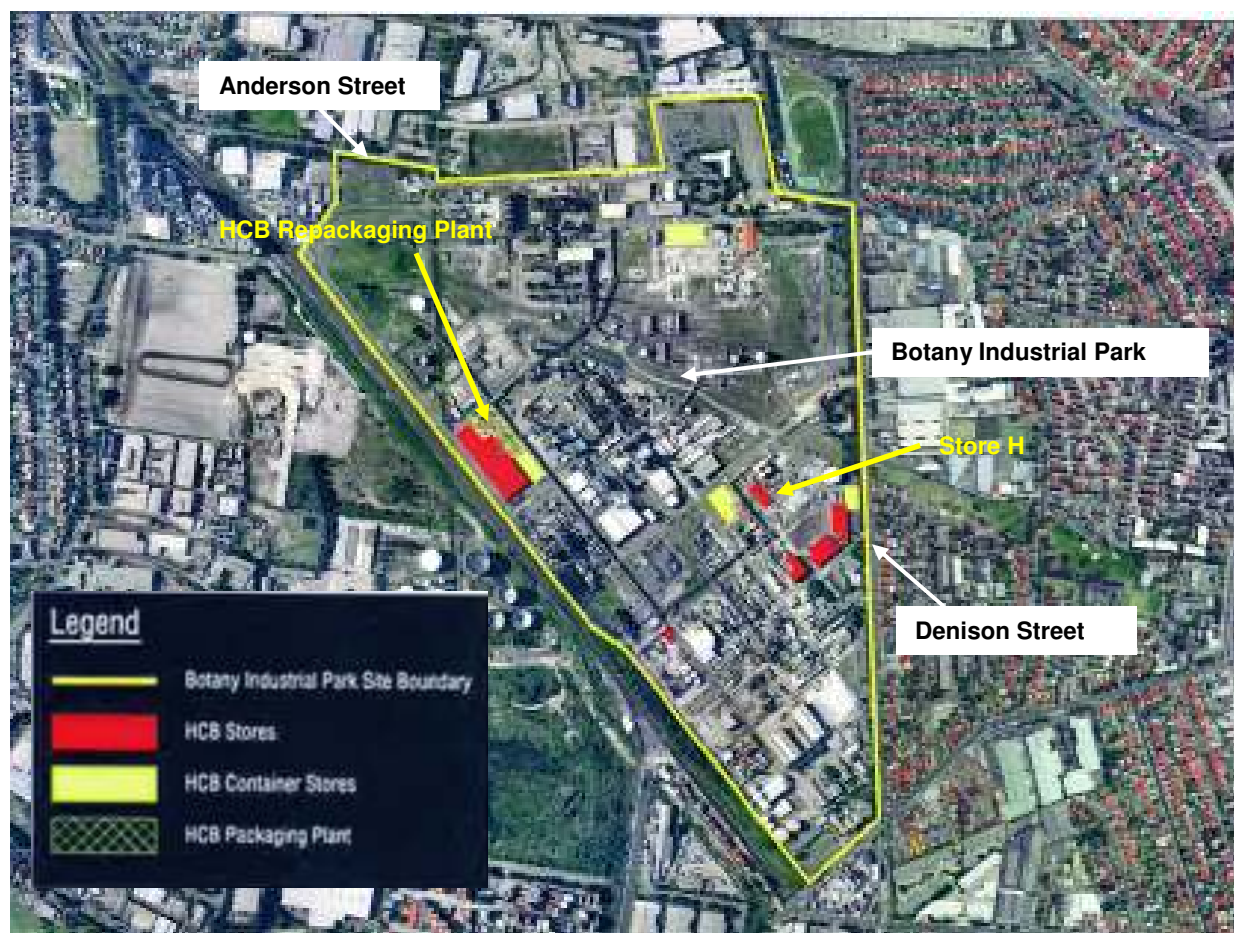 Anderson Street
HCB Repackaging Plant
Botany Industrial Park
Store H
Denison Street
Legend
Botany Industrial Park Site Boundary
HCB Stores
HCB Container Stores
HCB Packaging Plant